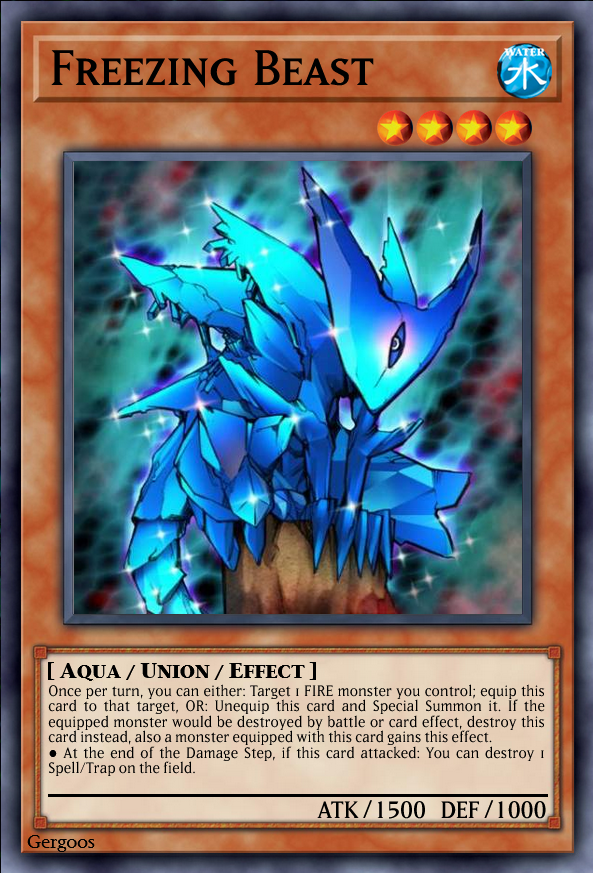 Freezing Beast
WATER
水
[ Aqua / Union / Effect ]
Once per turn, you can either: Target 1 FIRE monster you control; equip this
card to that target, OR: Unequip this card and Special Summon it. If the
equipped monster would be destroyed by battle or card effect, destroy this
card instead, also a monster equipped with this card gains this effect.
● At the end of the Damage Step, if this card attacked: You can destroy 1
Spell/Trap on the field.
ATK/1500 DEF/1000
Gergoos